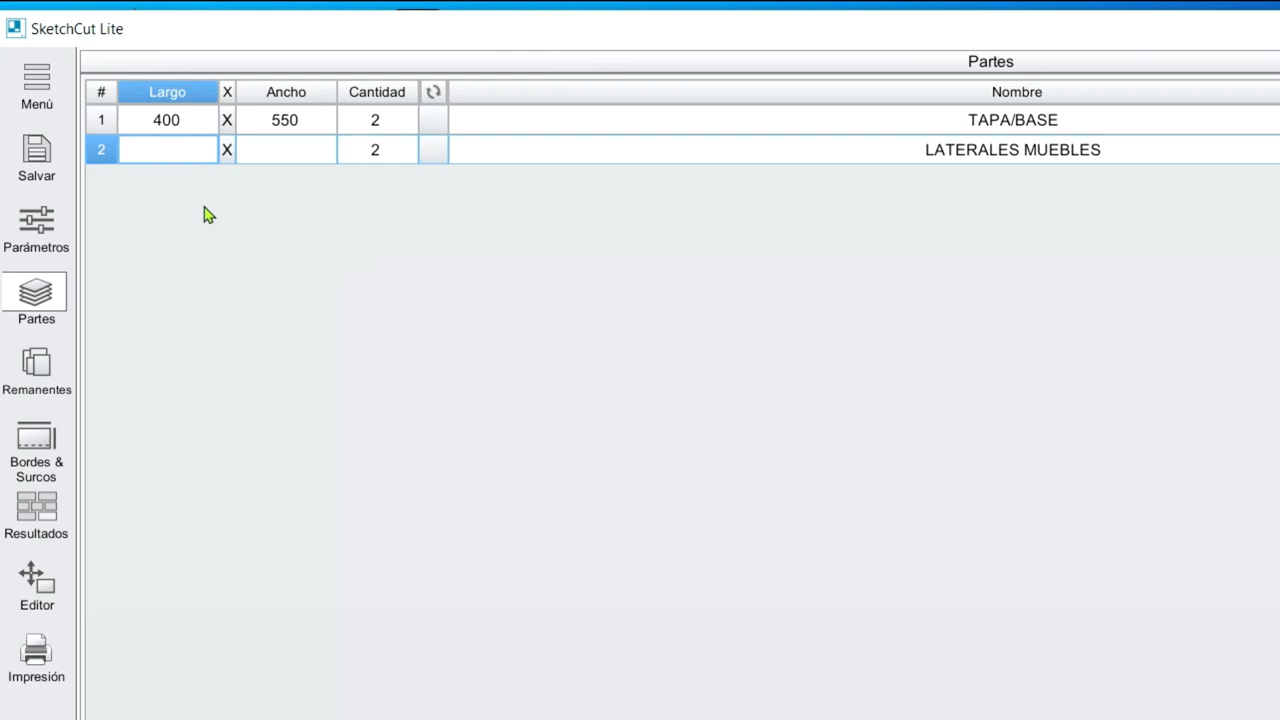 SketchCut Lite
Partes
# Largo X Ancho Cantidad Nombre
1 400 X 550 2 TAPA/BASE
2 X 2 LATERALES MUEBLES
Menú
Salvar
Parámetros
Partes
Remanentes
Bordes &
Surcos
Resultados
Editor
Impresión